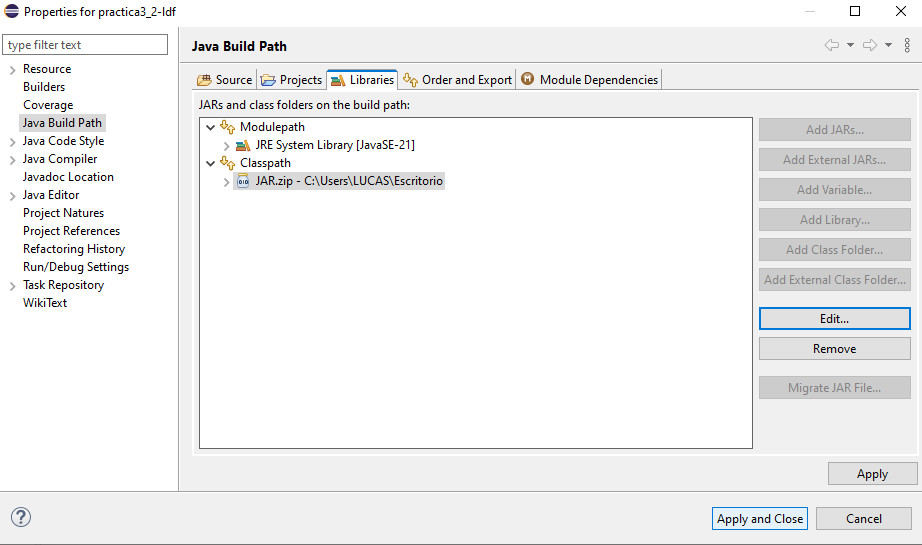 Properties for practica3_2-ldf
type filter text
Resource
Builders
Coverage
Java Build Path
Java Code Style
Java Compiler
Javadoc Location
Java Editor
Project Natures
Project References
Refactoring History
Run/Debug Settings
Task Repository
WikiText
Java Build Path
Source
Projects
Libraries
Order and Export
Module Dependencies
JARs and class folders on the build path:
Modulepath
JRE System Library [JavaSE-21]
Classpath
JAR.zip - C:\Users\LUCAS\Escritorio
Add JARs...
Add External JARs...
Add Variable...
Add Library...
Add Class Folder...
Add External Class Folder...
Edit...
Remove
Migrate JAR File...
Apply
Apply and Close
Cancel